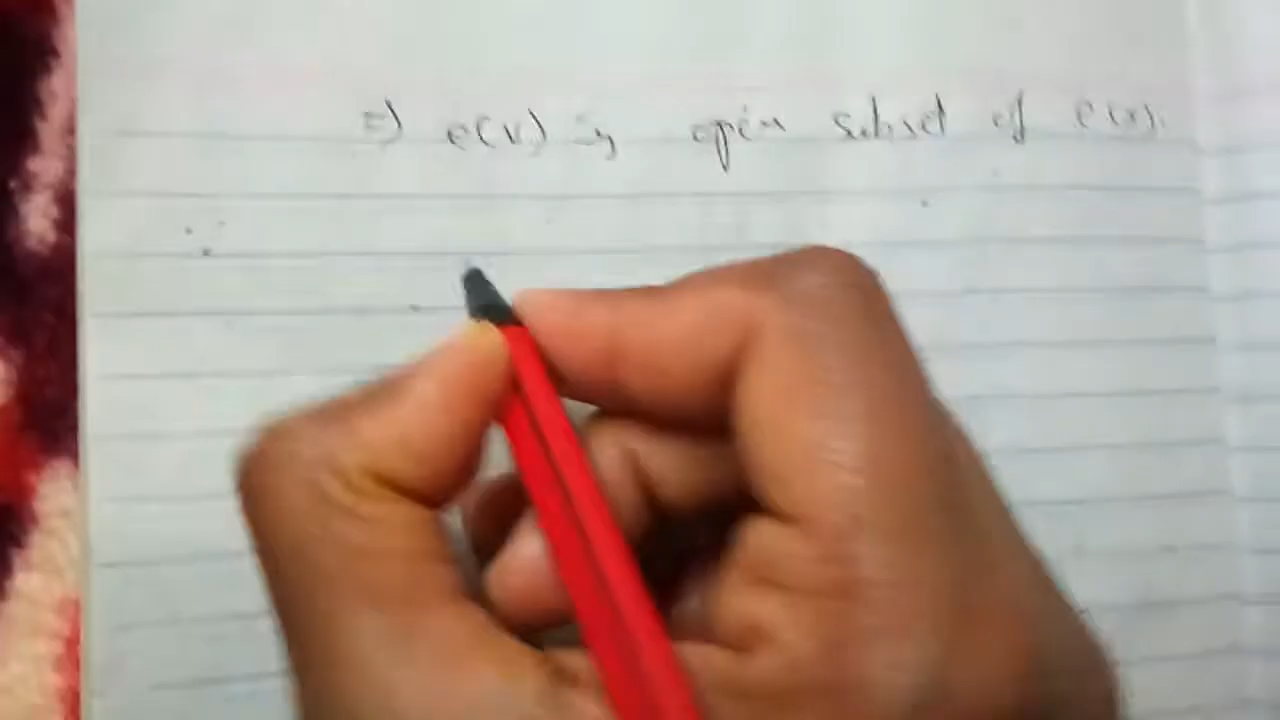 ⇒ e(V) is open subset of e(X).